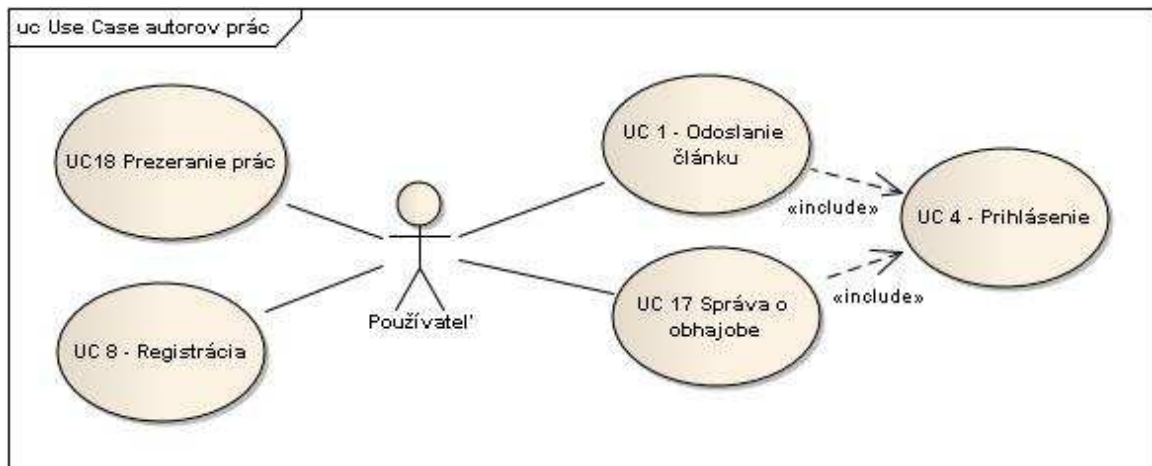 uc Use Case autorov prác
UC18 Prezeranie prác
UC 8 - Registrácia
Používateľ
UC 1 - Odoslanie
článku
UC 17 Správa o
obhajobe
«include»
«include»
UC 4 - Prihlásenie